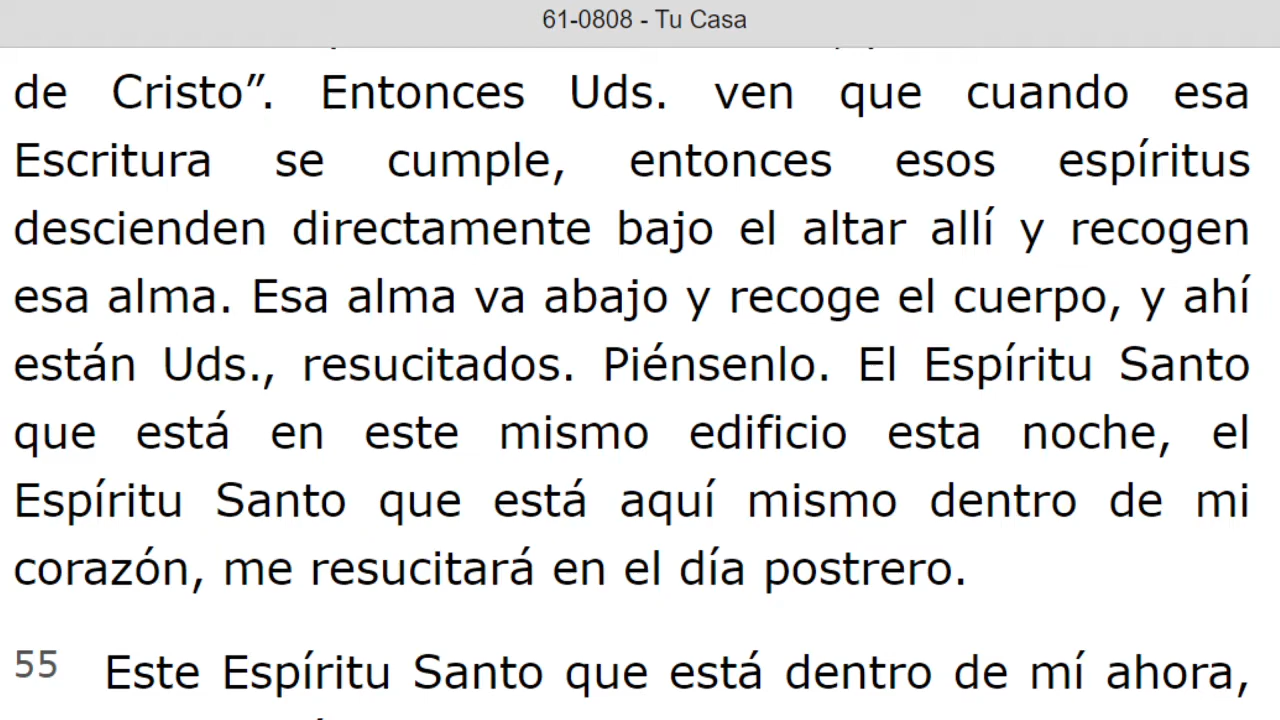 61-0808 - Tu Casa
de Cristo”. Entonces Uds. ven que cuando esa
Escritura se cumple, entonces esos espíritus
descienden directamente bajo el altar allí y recogen
esa alma. Esa alma va abajo y recoge el cuerpo, y ahí
están Uds., resucitados. Piénsenlo. El Espíritu Santo
que está en este mismo edificio esta noche, el
Espíritu Santo que está aquí mismo dentro de mi
corazón, me resucitará en el día postrero.
55 Este Espíritu Santo que está dentro de mí ahora,